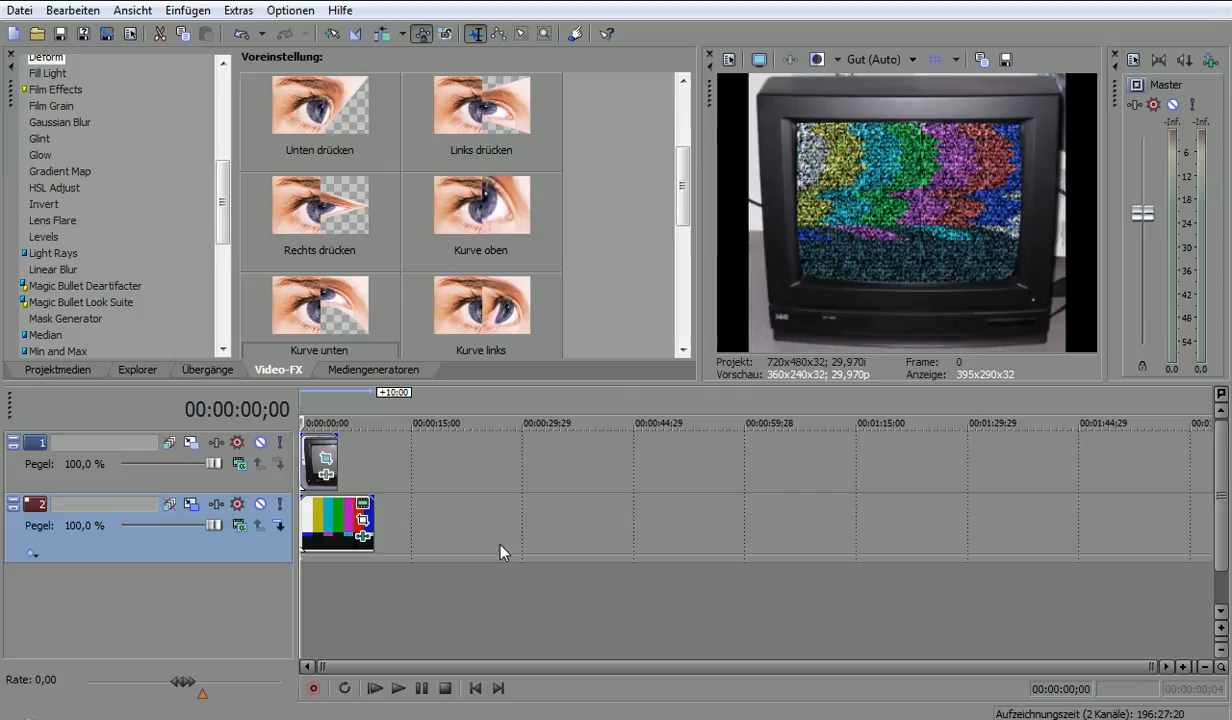 Datei Bearbeiten Ansicht Einfügen Extras Optionen Hilfe
Deform
Fill Light
Film Effects
Film Grain
Gaussian Blur
Glint
Glow
Gradient Map
HSL Adjust
Invert
Lens Flare
Levels
Light Rays
Linear Blur
Magic Bullet Deartifacter
Magic Bullet Look Suite
Mask Generator
Median
Min and Max
Voreinstellung:
Unten drücken
Links drücken
Rechts drücken
Kurve oben
Kurve unten
Kurve links
Projektmedien Explorer Übergänge Video-FX Mediengeneratoren
Gut (Auto)
Projekt: 720x480x32; 29,970i Frame: 0
Vorschau: 360x240x32; 29,970p Anzeige: 395x290x32
Master
-Inf. -Inf.
6
12
18
24
30
36
42
48
54
0.0 0,0
+10:00
00:00:00;00
0:00:00:00 00:00:15:00 00:00:29:29 00:00:44:29 00:00:59:28 00:01:15:00 00:01:29:29 00:01:44:29 00:0
1
Pegel: 100,0 %
2
Pegel: 100,0 %
Rate: 0,00
00:00:00;00 00:00:00;04
Aufzeichnungszeit (2 Kanäle): 196:27:20